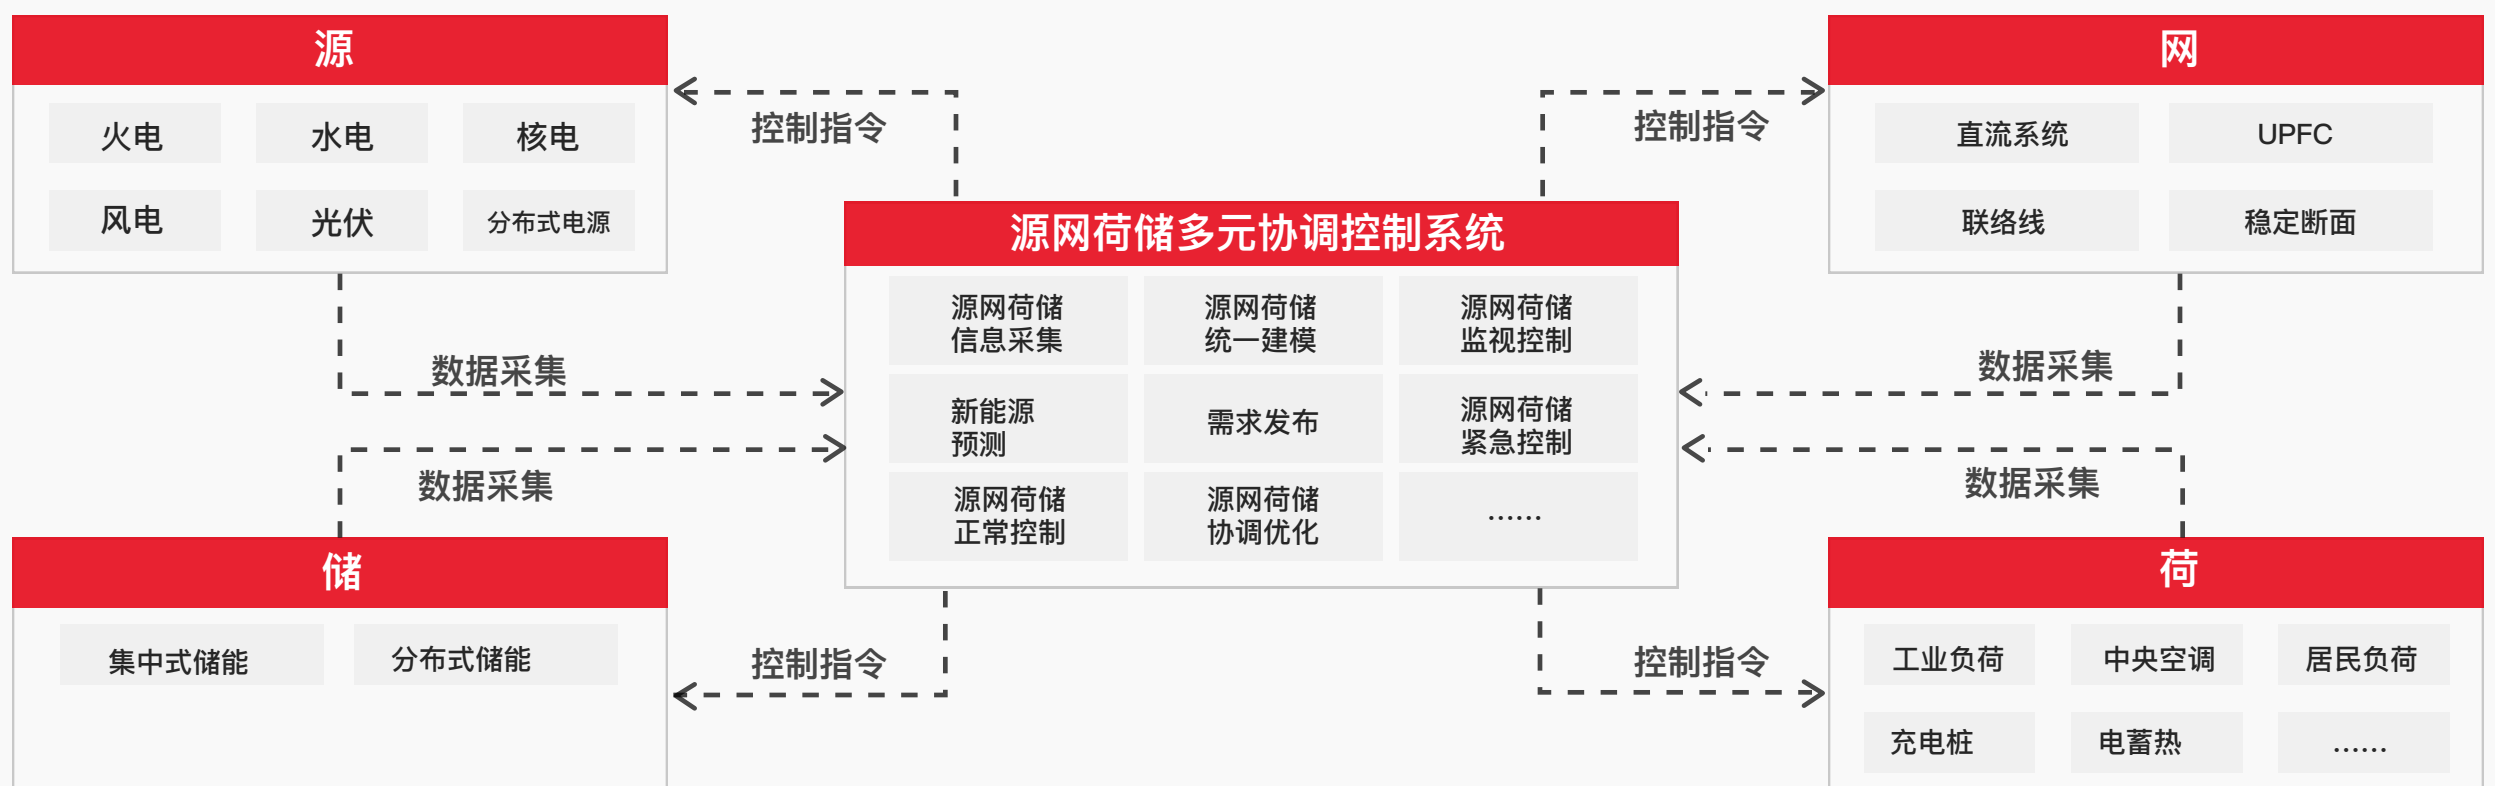 源
火电
水电
核电
风电
光伏
分布式电源
控制指令
控制指令
网
直流系统
UPFC
联络线
稳定断面
源网荷储多元协调控制系统
源网荷储
信息采集
源网荷储
统一建模
源网荷储
监视控制
新能源
预测
需求发布
源网荷储
紧急控制
源网荷储
正常控制
源网荷储
协调优化
……
数据采集
数据采集
数据采集
数据采集
储
集中式储能
分布式储能
控制指令
控制指令
荷
工业负荷
中央空调
居民负荷
充电桩
电蓄热
……